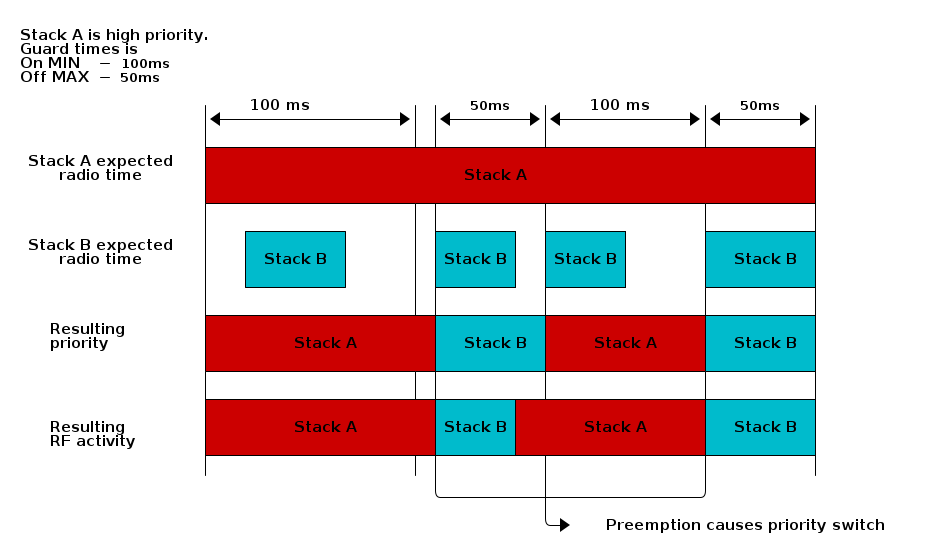 Stack A is high priority.
Guard times is
On MIN – 100ms
Off MAX – 50ms
100 ms
50ms
100 ms
50ms
Stack A expected
radio time
Stack A
Stack B expected
radio time
Stack B
Stack B
Stack B
Stack B
Resulting
priority
Stack A
Stack B
Stack A
Stack B
Resulting
RF activity
Stack A
Stack B
Stack A
Stack B
Preemption causes priority switch